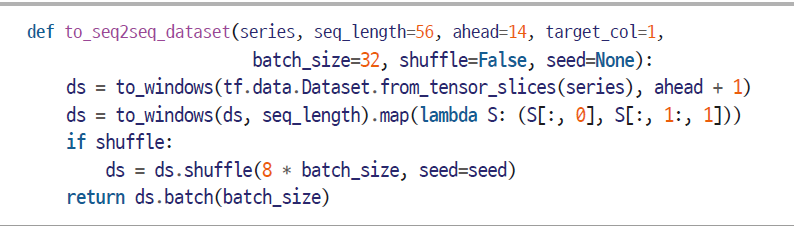 def to_seq2seq_dataset(series, seq_length=56, ahead=14, target_col=1,
                       batch_size=32, shuffle=False, seed=None):
    ds = to_windows(tf.data.Dataset.from_tensor_slices(series), ahead + 1)
    ds = to_windows(ds, seq_length).map(lambda S: (S[:, 0], S[:, 1:, 1]))
    if shuffle:
        ds = ds.shuffle(8 * batch_size, seed=seed)
    return ds.batch(batch_size)